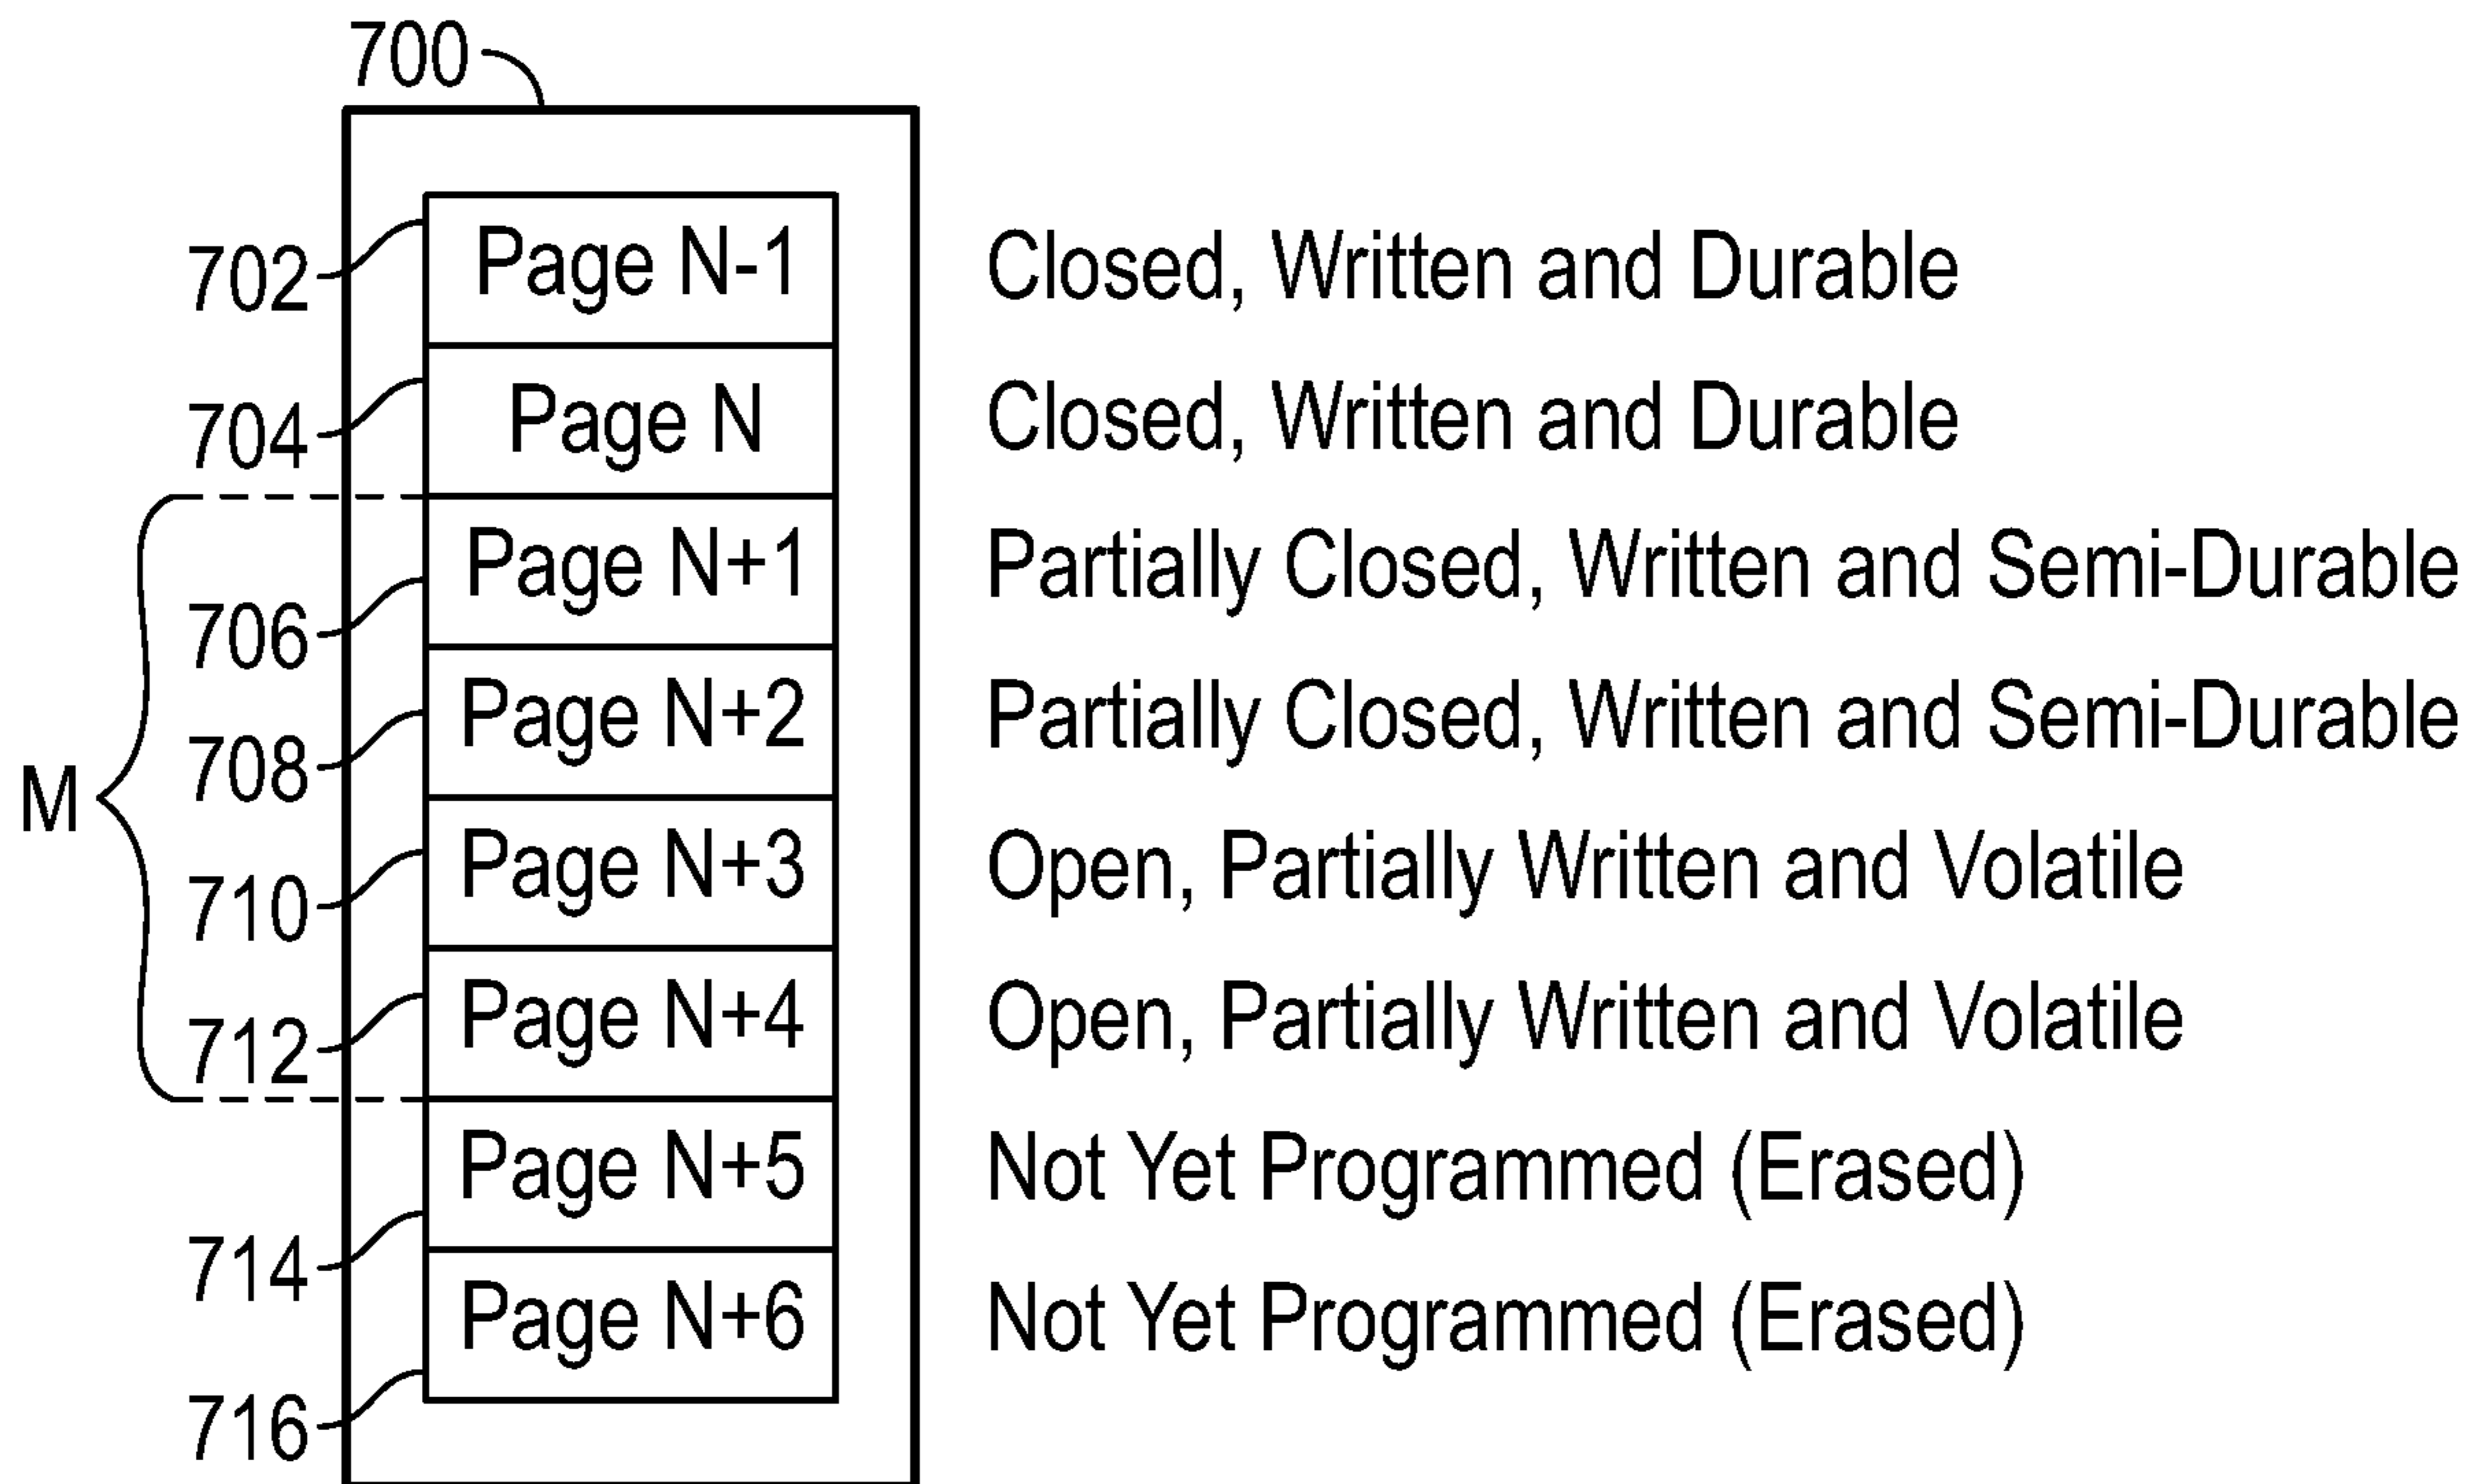 700
702 Page N-1 Closed, Written and Durable
704 Page N Closed, Written and Durable
706 Page N+1 Partially Closed, Written and Semi-Durable
708 Page N+2 Partially Closed, Written and Semi-Durable
M
710 Page N+3 Open, Partially Written and Volatile
712 Page N+4 Open, Partially Written and Volatile
714 Page N+5 Not Yet Programmed (Erased)
716 Page N+6 Not Yet Programmed (Erased)